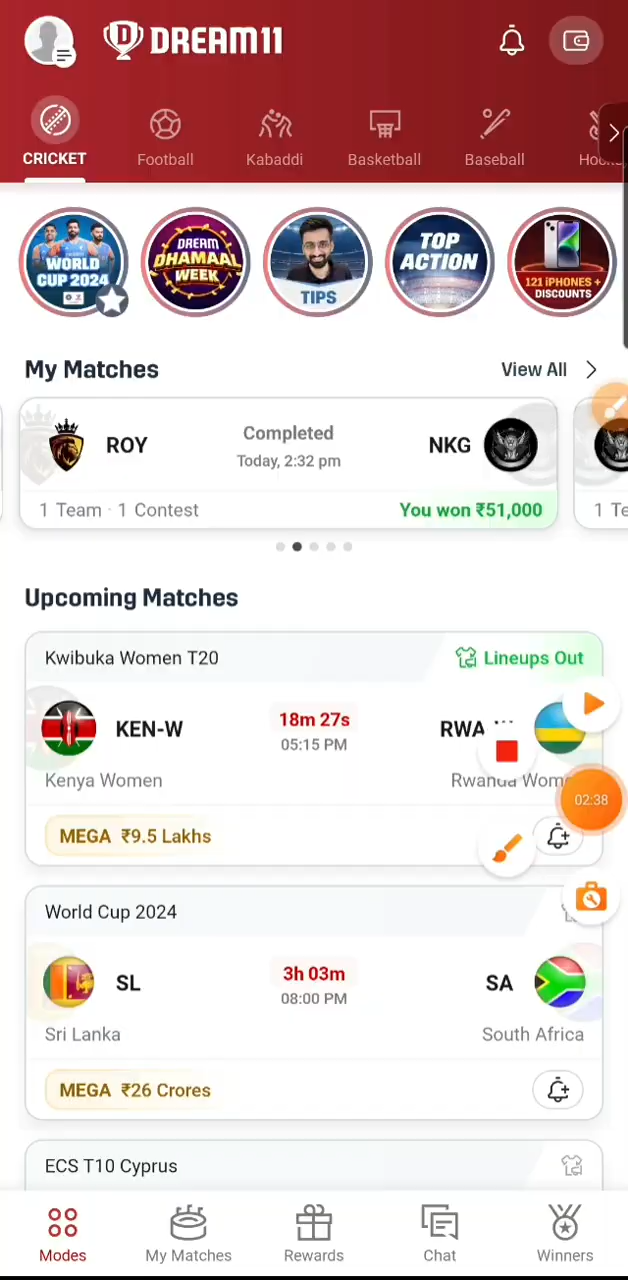 DREAM11
CRICKET
Football
Kabaddi
Basketball
Baseball
WORLD
CUP 2024
DREAM
DHAMAAL
WEEK
TIPS
TOP
ACTION
121 iPHONES +
DISCOUNTS
My Matches
View All
ROY
Completed
Today, 2:32 pm
NKG
1 Team · 1 Contest
You won ₹51,000
Upcoming Matches
Kwibuka Women T20
Lineups Out
KEN-W
18m 27s
05:15 PM
RWA
Kenya Women
Rwanda
MEGA ₹9.5 Lakhs
02:38
World Cup 2024
SL
3h 03m
08:00 PM
SA
Sri Lanka
South Africa
MEGA ₹26 Crores
ECS T10 Cyprus
Modes
My Matches
Rewards
Chat
Winners